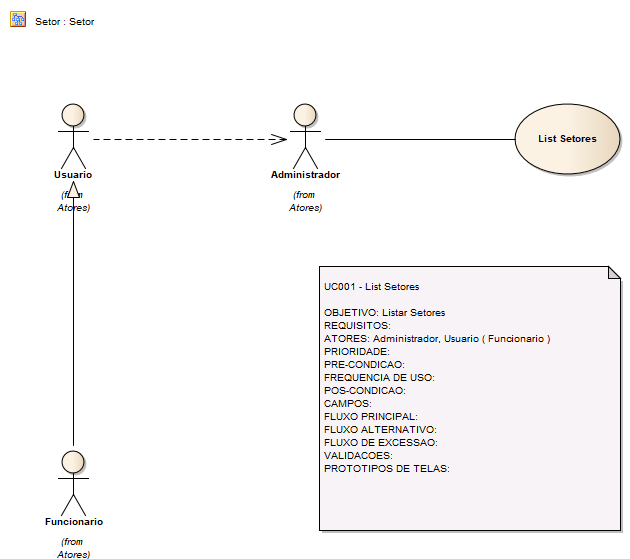 Setor : Setor
Usuario
(from
Atores)
Administrador
(from
Atores)
List Setores
UC001 - List Setores
OBJETIVO: Listar Setores
REQUISITOS:
ATORES: Administrador, Usuario ( Funcionario )
PRIORIDADE:
PRE-CONDICAO:
FREQUENCIA DE USO:
POS-CONDICAO:
CAMPOS:
FLUXO PRINCIPAL:
FLUXO ALTERNATIVO:
FLUXO DE EXCESSAO:
VALIDACOES:
PROTOTIPOS DE TELAS:
Funcionario
(from
Atores)